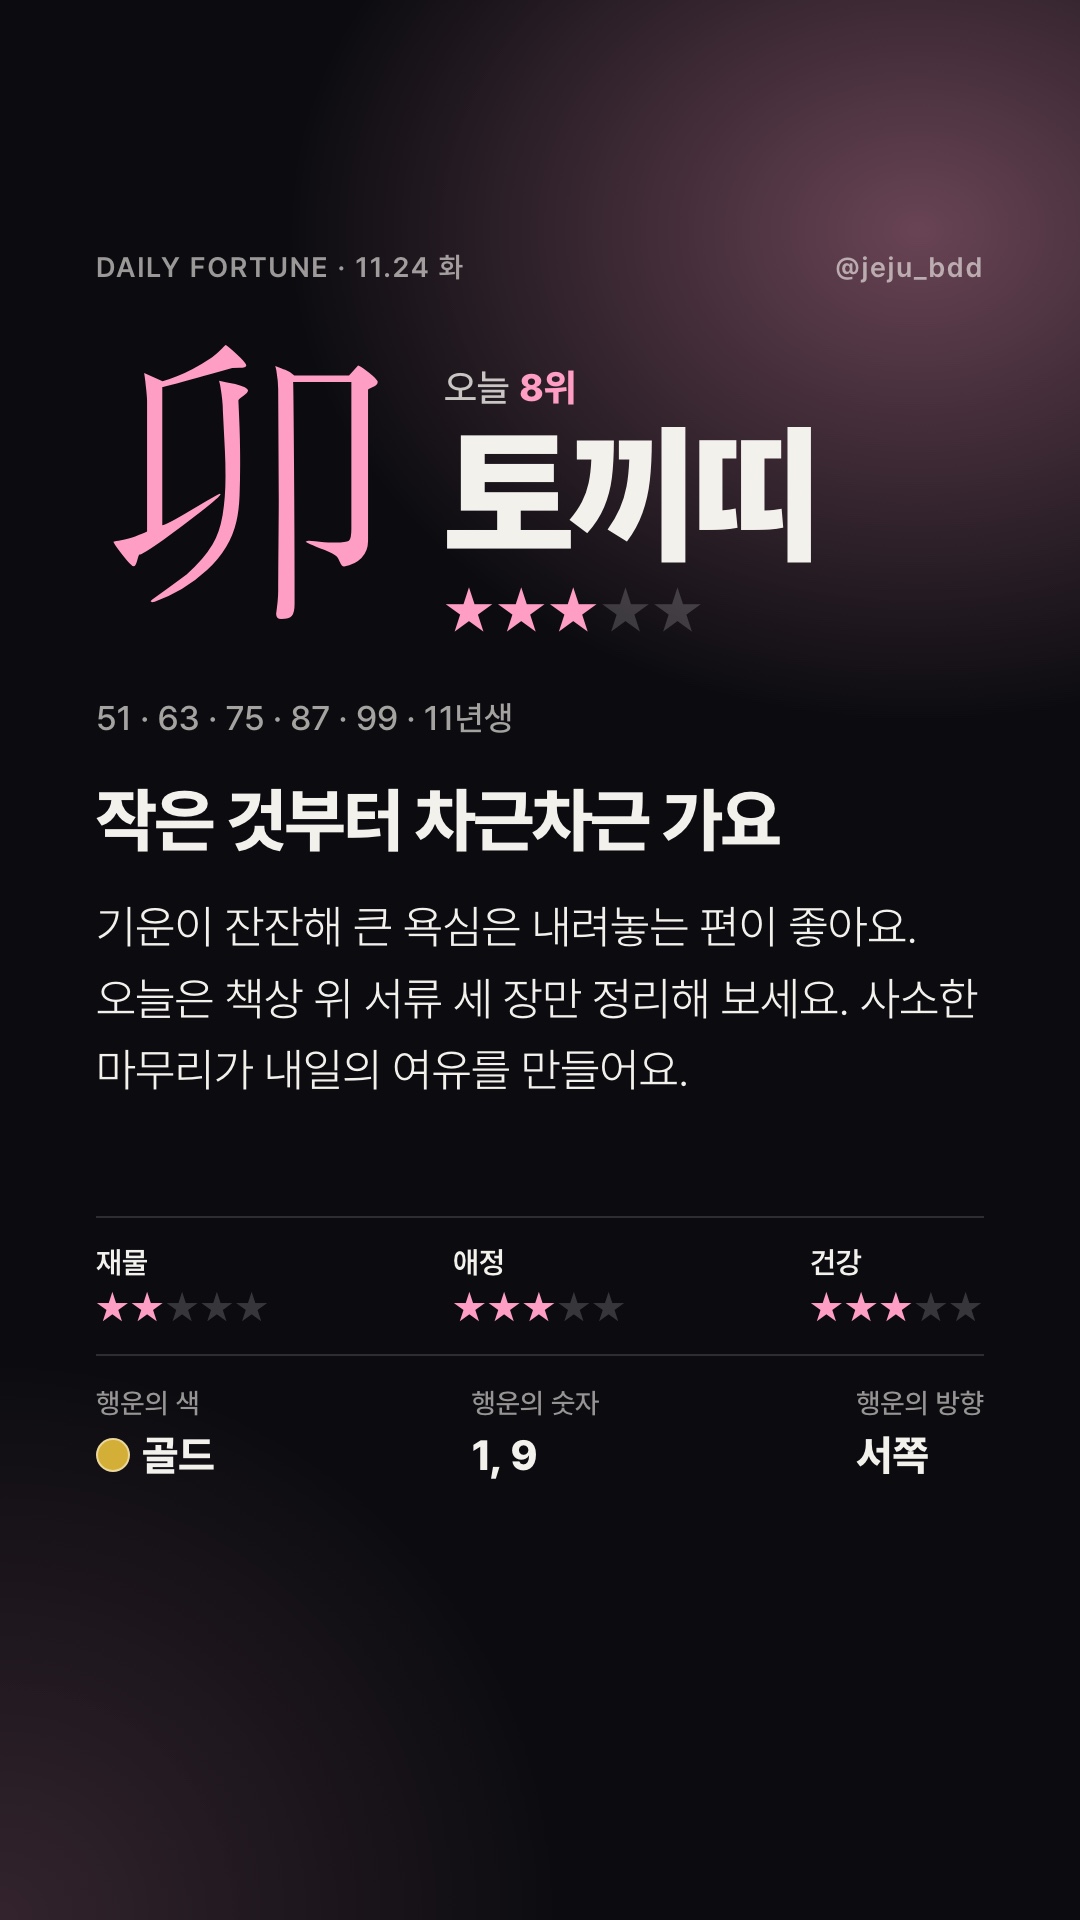 DAILY FORTUNE · 11.24 화
@jeju_bdd
卯
오늘 8위
토끼띠
★★★★★
51 · 63 · 75 · 87 · 99 · 11년생
작은 것부터 차근차근 가요
기운이 잔잔해 큰 욕심은 내려놓는 편이 좋아요.
오늘은 책상 위 서류 세 장만 정리해 보세요. 사소한
마무리가 내일의 여유를 만들어요.
재물 애정 건강
★★★★★ ★★★★★ ★★★★★
행운의 색 행운의 숫자 행운의 방향
골드 1, 9 서쪽